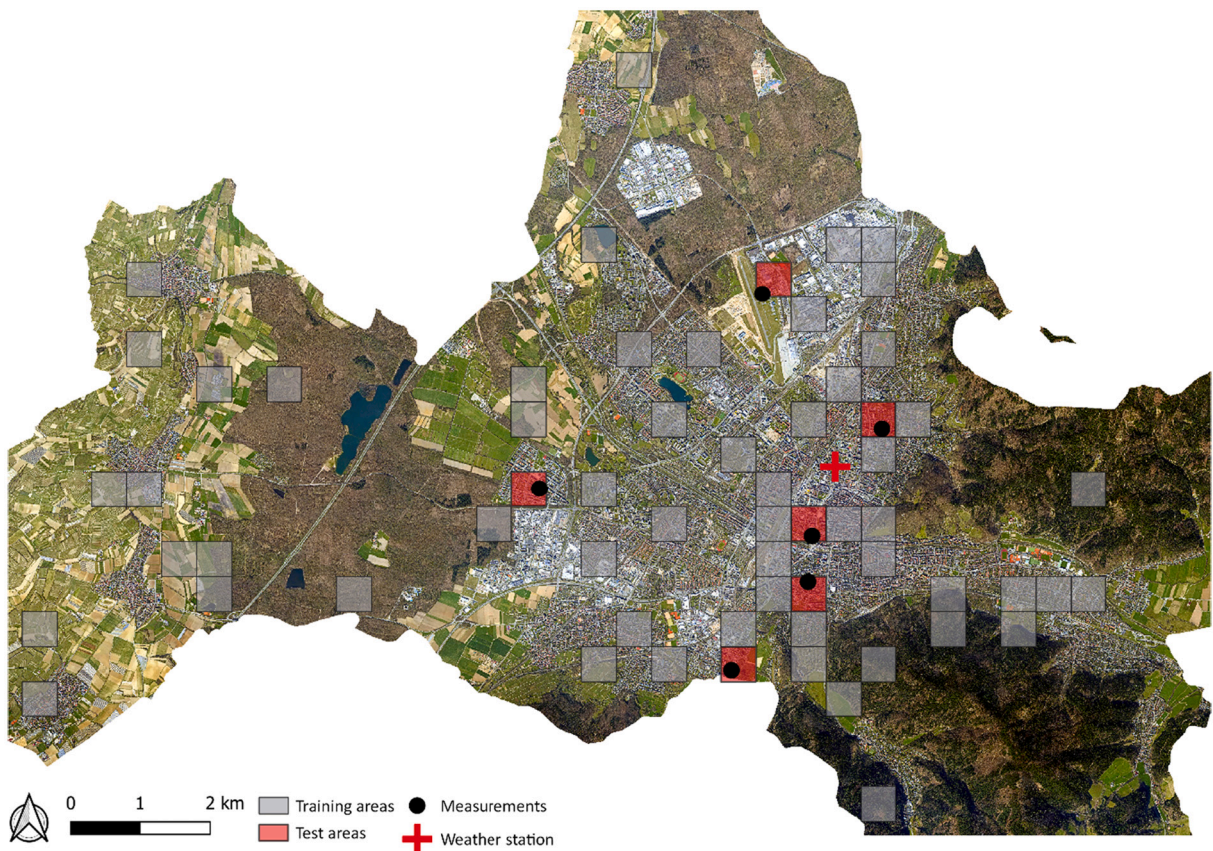 0 1 2 km
Training areas
Test areas
Measurements
Weather station